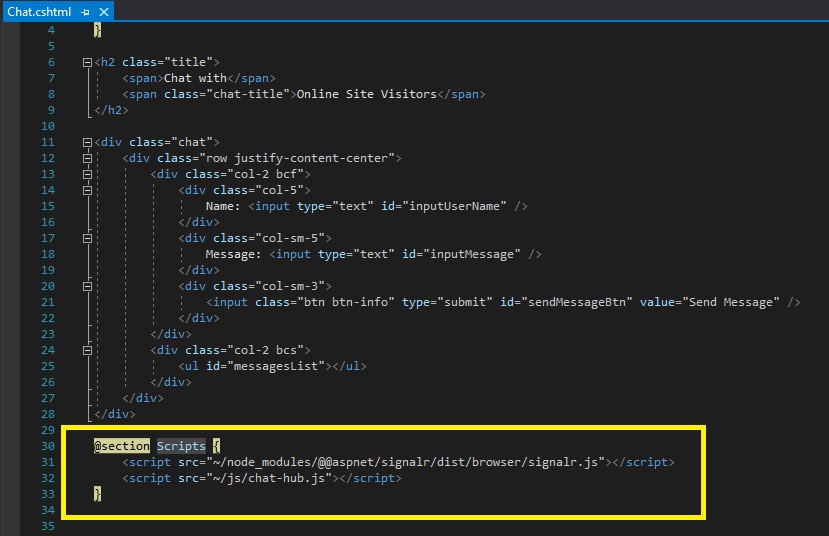 Chat.cshtml
4 }
5
6 <h2 class="title">
7 <span>Chat with</span>
8 <span class="chat-title">Online Site Visitors</span>
9 </h2>
10
11 <div class="chat">
12 <div class="row justify-content-center">
13 <div class="col-2 bcf">
14 <div class="col-5">
15 Name: <input type="text" id="inputUserName" />
16 </div>
17 <div class="col-sm-5">
18 Message: <input type="text" id="inputMessage" />
19 </div>
20 <div class="col-sm-3">
21 <input class="btn btn-info" type="submit" id="sendMessageBtn" value="Send Message" />
22 </div>
23 </div>
24 <div class="col-2 bcs">
25 <ul id="messagesList"></ul>
26 </div>
27 </div>
28 </div>
29
30 @section Scripts {
31 <script src="~/node_modules/@@aspnet/signalr/dist/browser/signalr.js"></script>
32 <script src="~/js/chat-hub.js"></script>
33 }
34
35